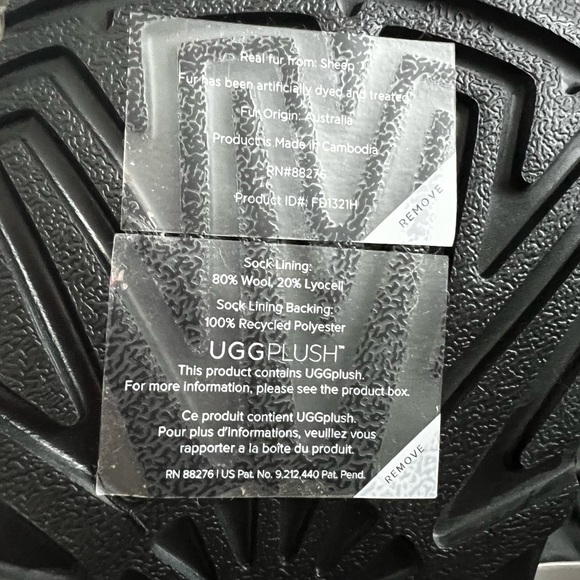 Real fur from: Sheep
Fur has been artificially dyed and treated
Fur Origin: Australia
Product is Made in Cambodia
RN#88276
Product ID#: FB1321H
REMOVE
Sock Lining:
80% Wool, 20% Lyocell
Sock Lining Backing:
100% Recycled Polyester
UGGPLUSH™
This product contains UGGplush.
For more information, please see the product box.
Ce produit contient UGGplush.
Pour plus d'informations, veuillez vous
rapporter a la boîte du produit.
RN 88276 | US Pat. No. 9,212,440 Pat. Pend.
REMOVE